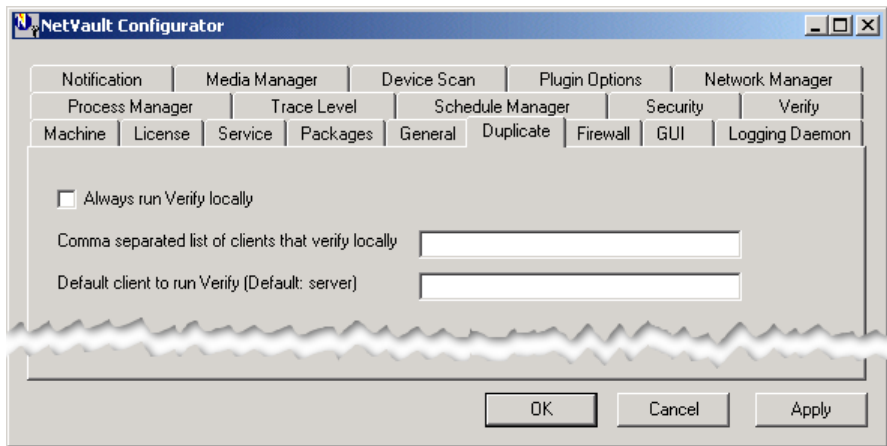 NetVault Configurator
Notification Media Manager Device Scan Plugin Options Network Manager
Process Manager Trace Level Schedule Manager Security Verify
Machine License Service Packages General Duplicate Firewall GUI Logging Daemon
Always run Verify locally
Comma separated list of clients that verify locally
Default client to run Verify (Default: server)
OK Cancel Apply